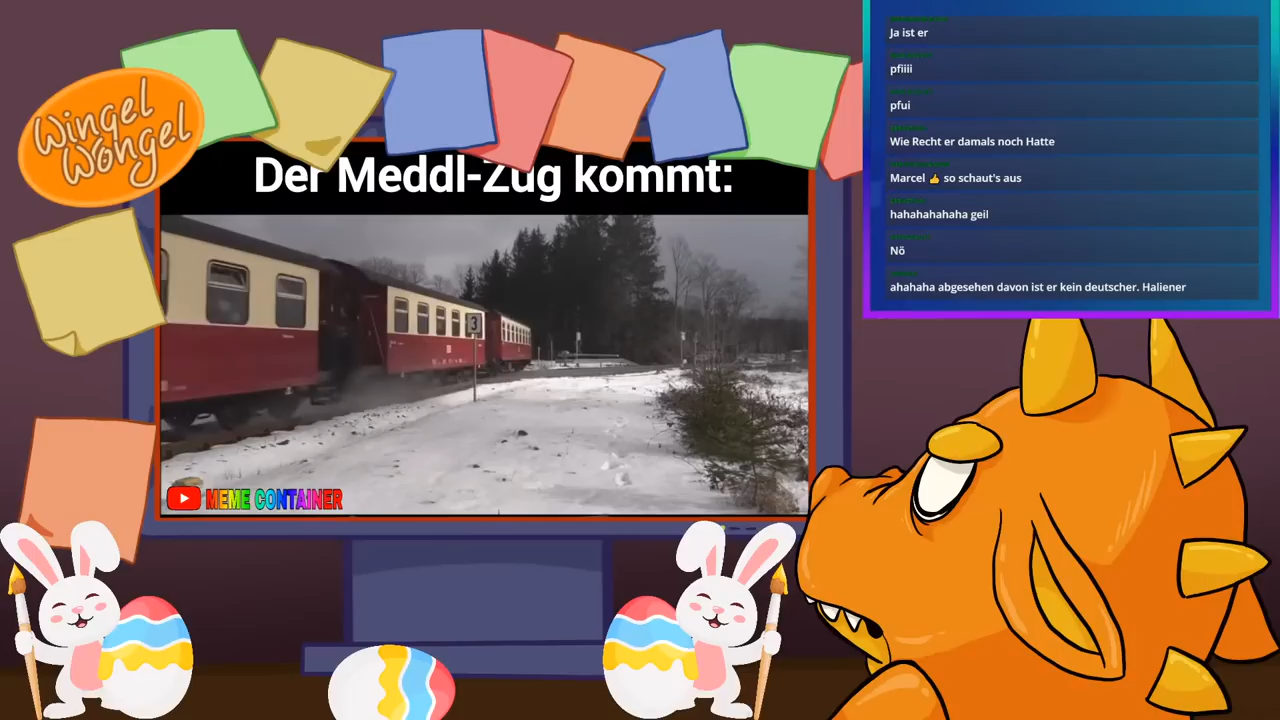 Wingel
Wongel
Der Meddl-Zug kommt:
3
MEME CONTAINER
Ja ist er
pfiiii
pfui
Wie Recht er damals noch Hatte
Marcel 👍 so schaut's aus
hahahahahaha geil
Nö
ahahaha abgesehen davon ist er kein deutscher. Haliener